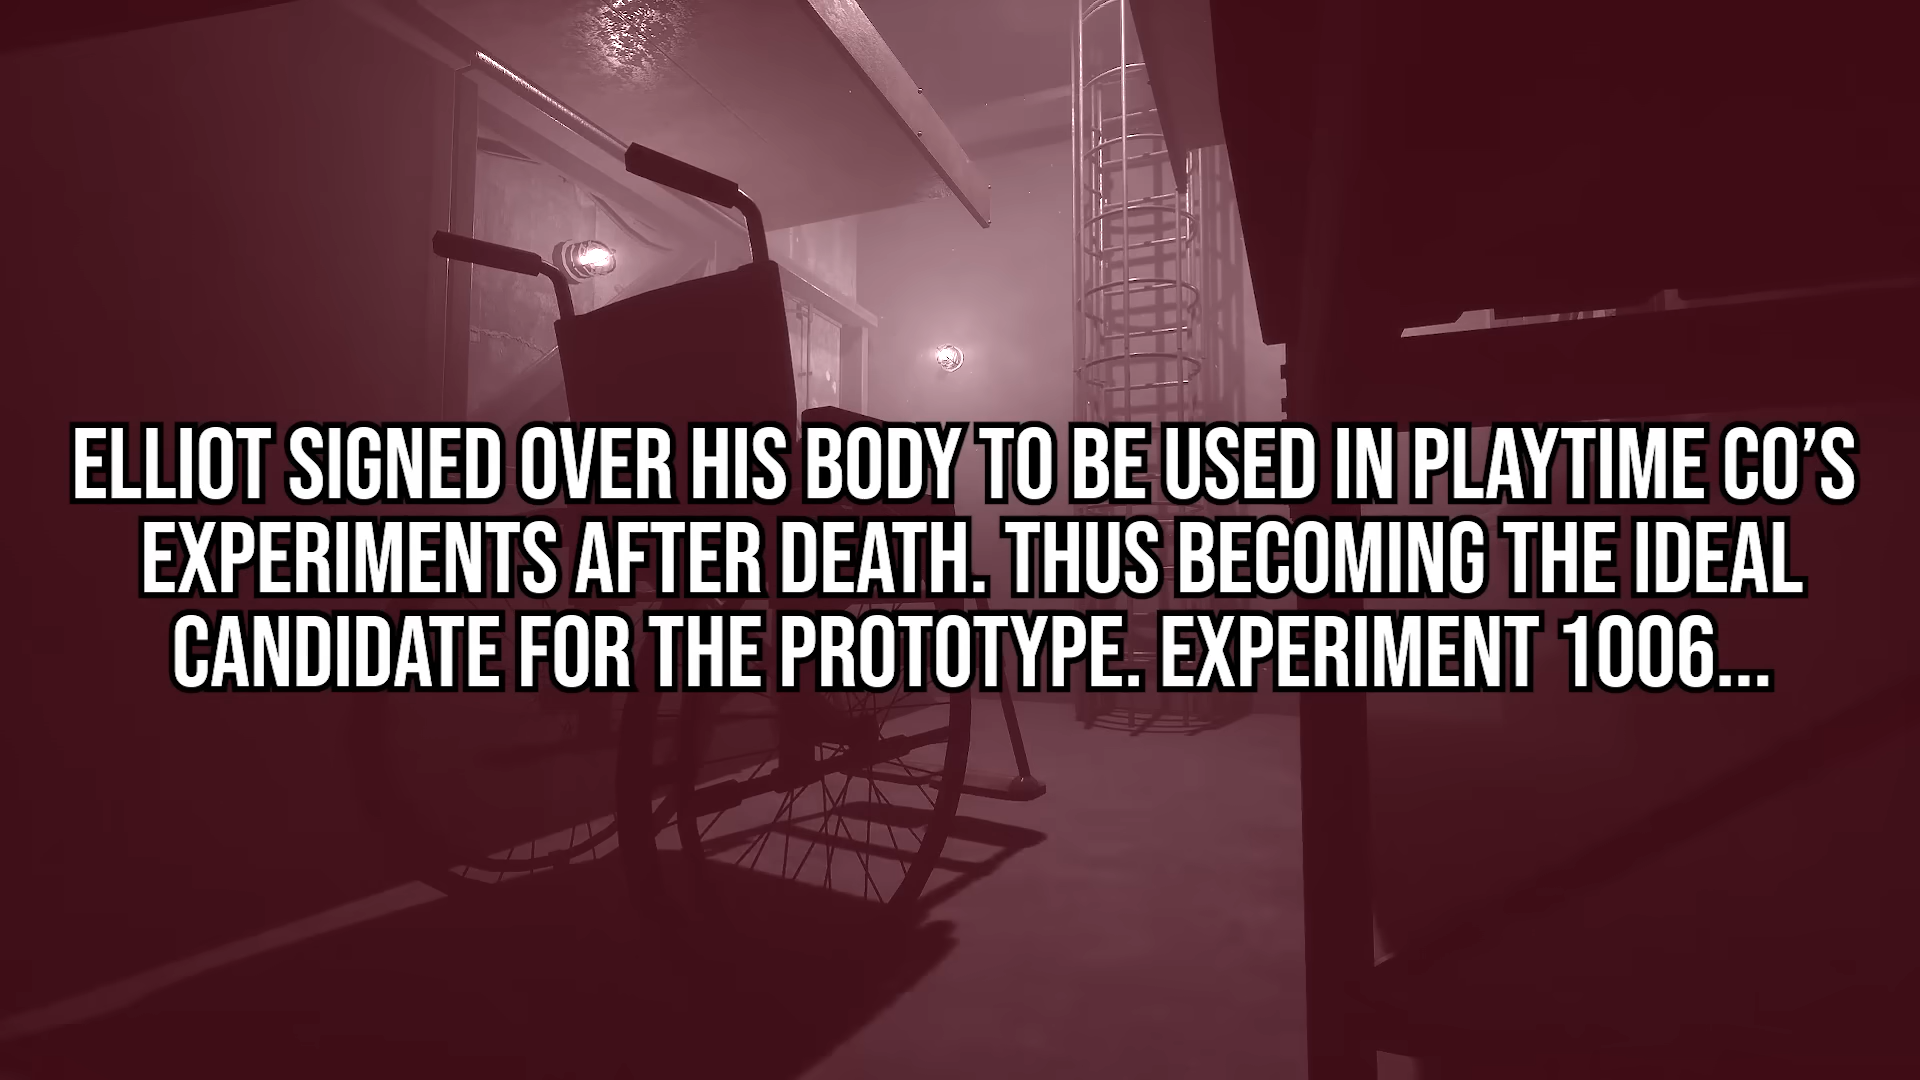 ELLIOT SIGNED OVER HIS BODY TO BE USED IN PLAYTIME CO’S
EXPERIMENTS AFTER DEATH. THUS BECOMING THE IDEAL
CANDIDATE FOR THE PROTOTYPE. EXPERIMENT 1006...